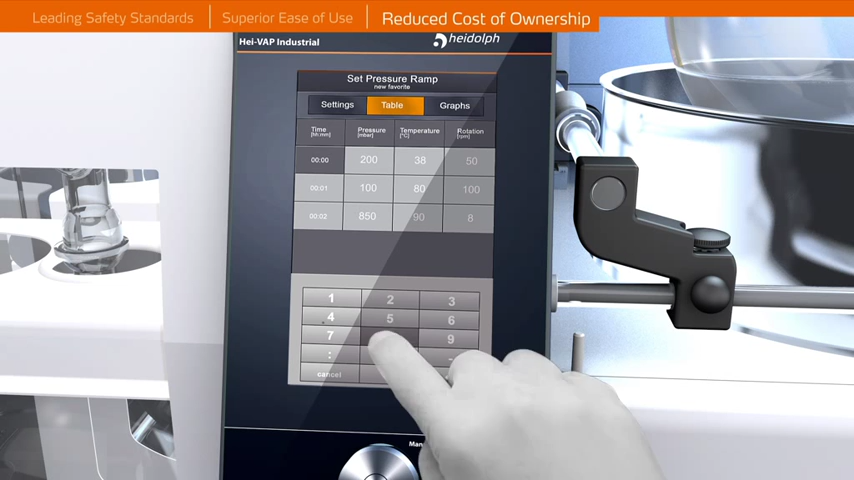 Leading Safety Standards | Superior Ease of Use | Reduced Cost of Ownership
Hei-VAP Industrial
heidolph
Set Pressure Ramp
new favorite
Settings Table Graphs
Time Pressure Temperature Rotation
[hh:mm] [mbar] [°C] [rpm]
00:00 200 38 50
00:01 100 80 100
00:02 850 90 8
1 2 3
4 5 6
7 9
: -
cancel